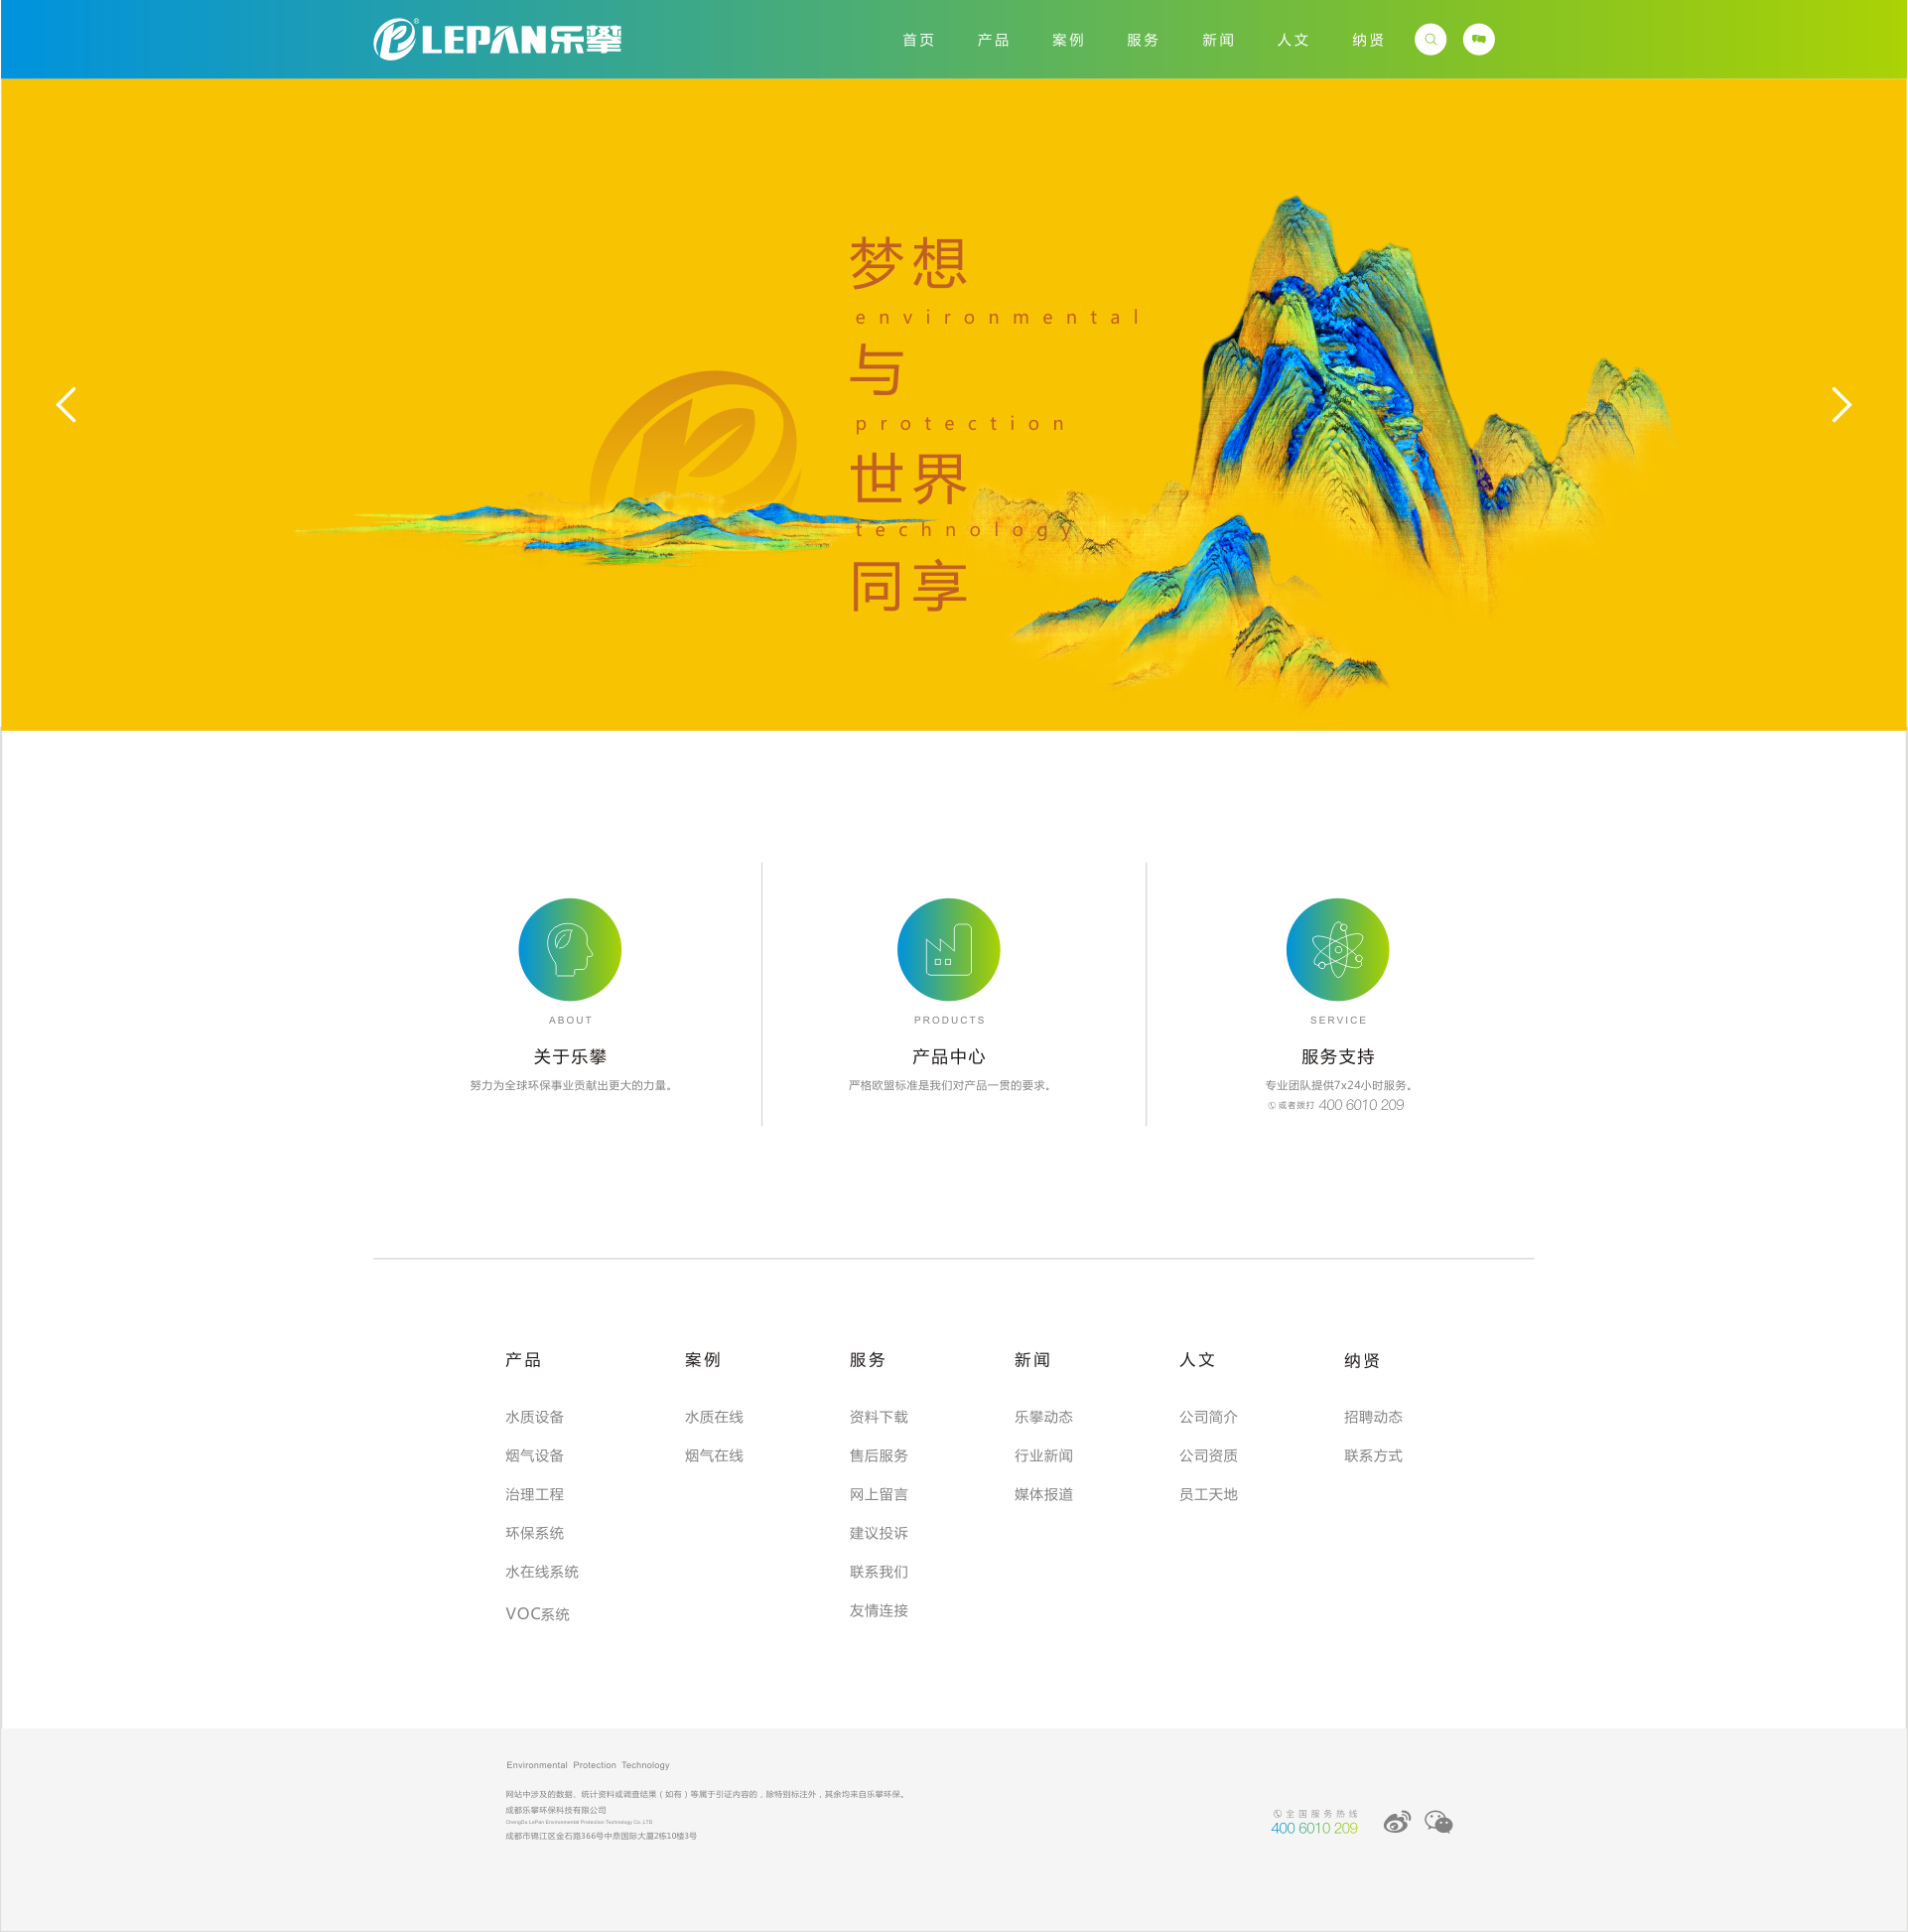 LEPAN乐攀®
首页 产品 案例 服务 新闻 人文 纳贤
梦想
environmental
与
protection
世界
technology
同享
ABOUT
关于乐攀
努力为全球环保事业贡献出更大的力量。
PRODUCTS
产品中心
严格欧盟标准是我们对产品一贯的要求。
SERVICE
服务支持
专业团队提供7x24小时服务。
或者拨打 400 6010 209
产品
水质设备
烟气设备
治理工程
环保系统
水在线系统
VOC系统
案例
水质在线
烟气在线
服务
资料下载
售后服务
网上留言
建议投诉
联系我们
友情连接
新闻
乐攀动态
行业新闻
媒体报道
人文
公司简介
公司资质
员工天地
纳贤
招聘动态
联系方式
Environmental Protection Technology
网站中涉及的数据、统计资料或调查结果（如有）等属于引证内容的，除特别标注外，其余均来自乐攀环保。
成都乐攀环保科技有限公司
ChengDu LePan Environmental Protection Technology Co.,LTD
成都市锦江区金石路366号中鼎国际大厦2栋10楼3号
全国服务热线
400 6010 209